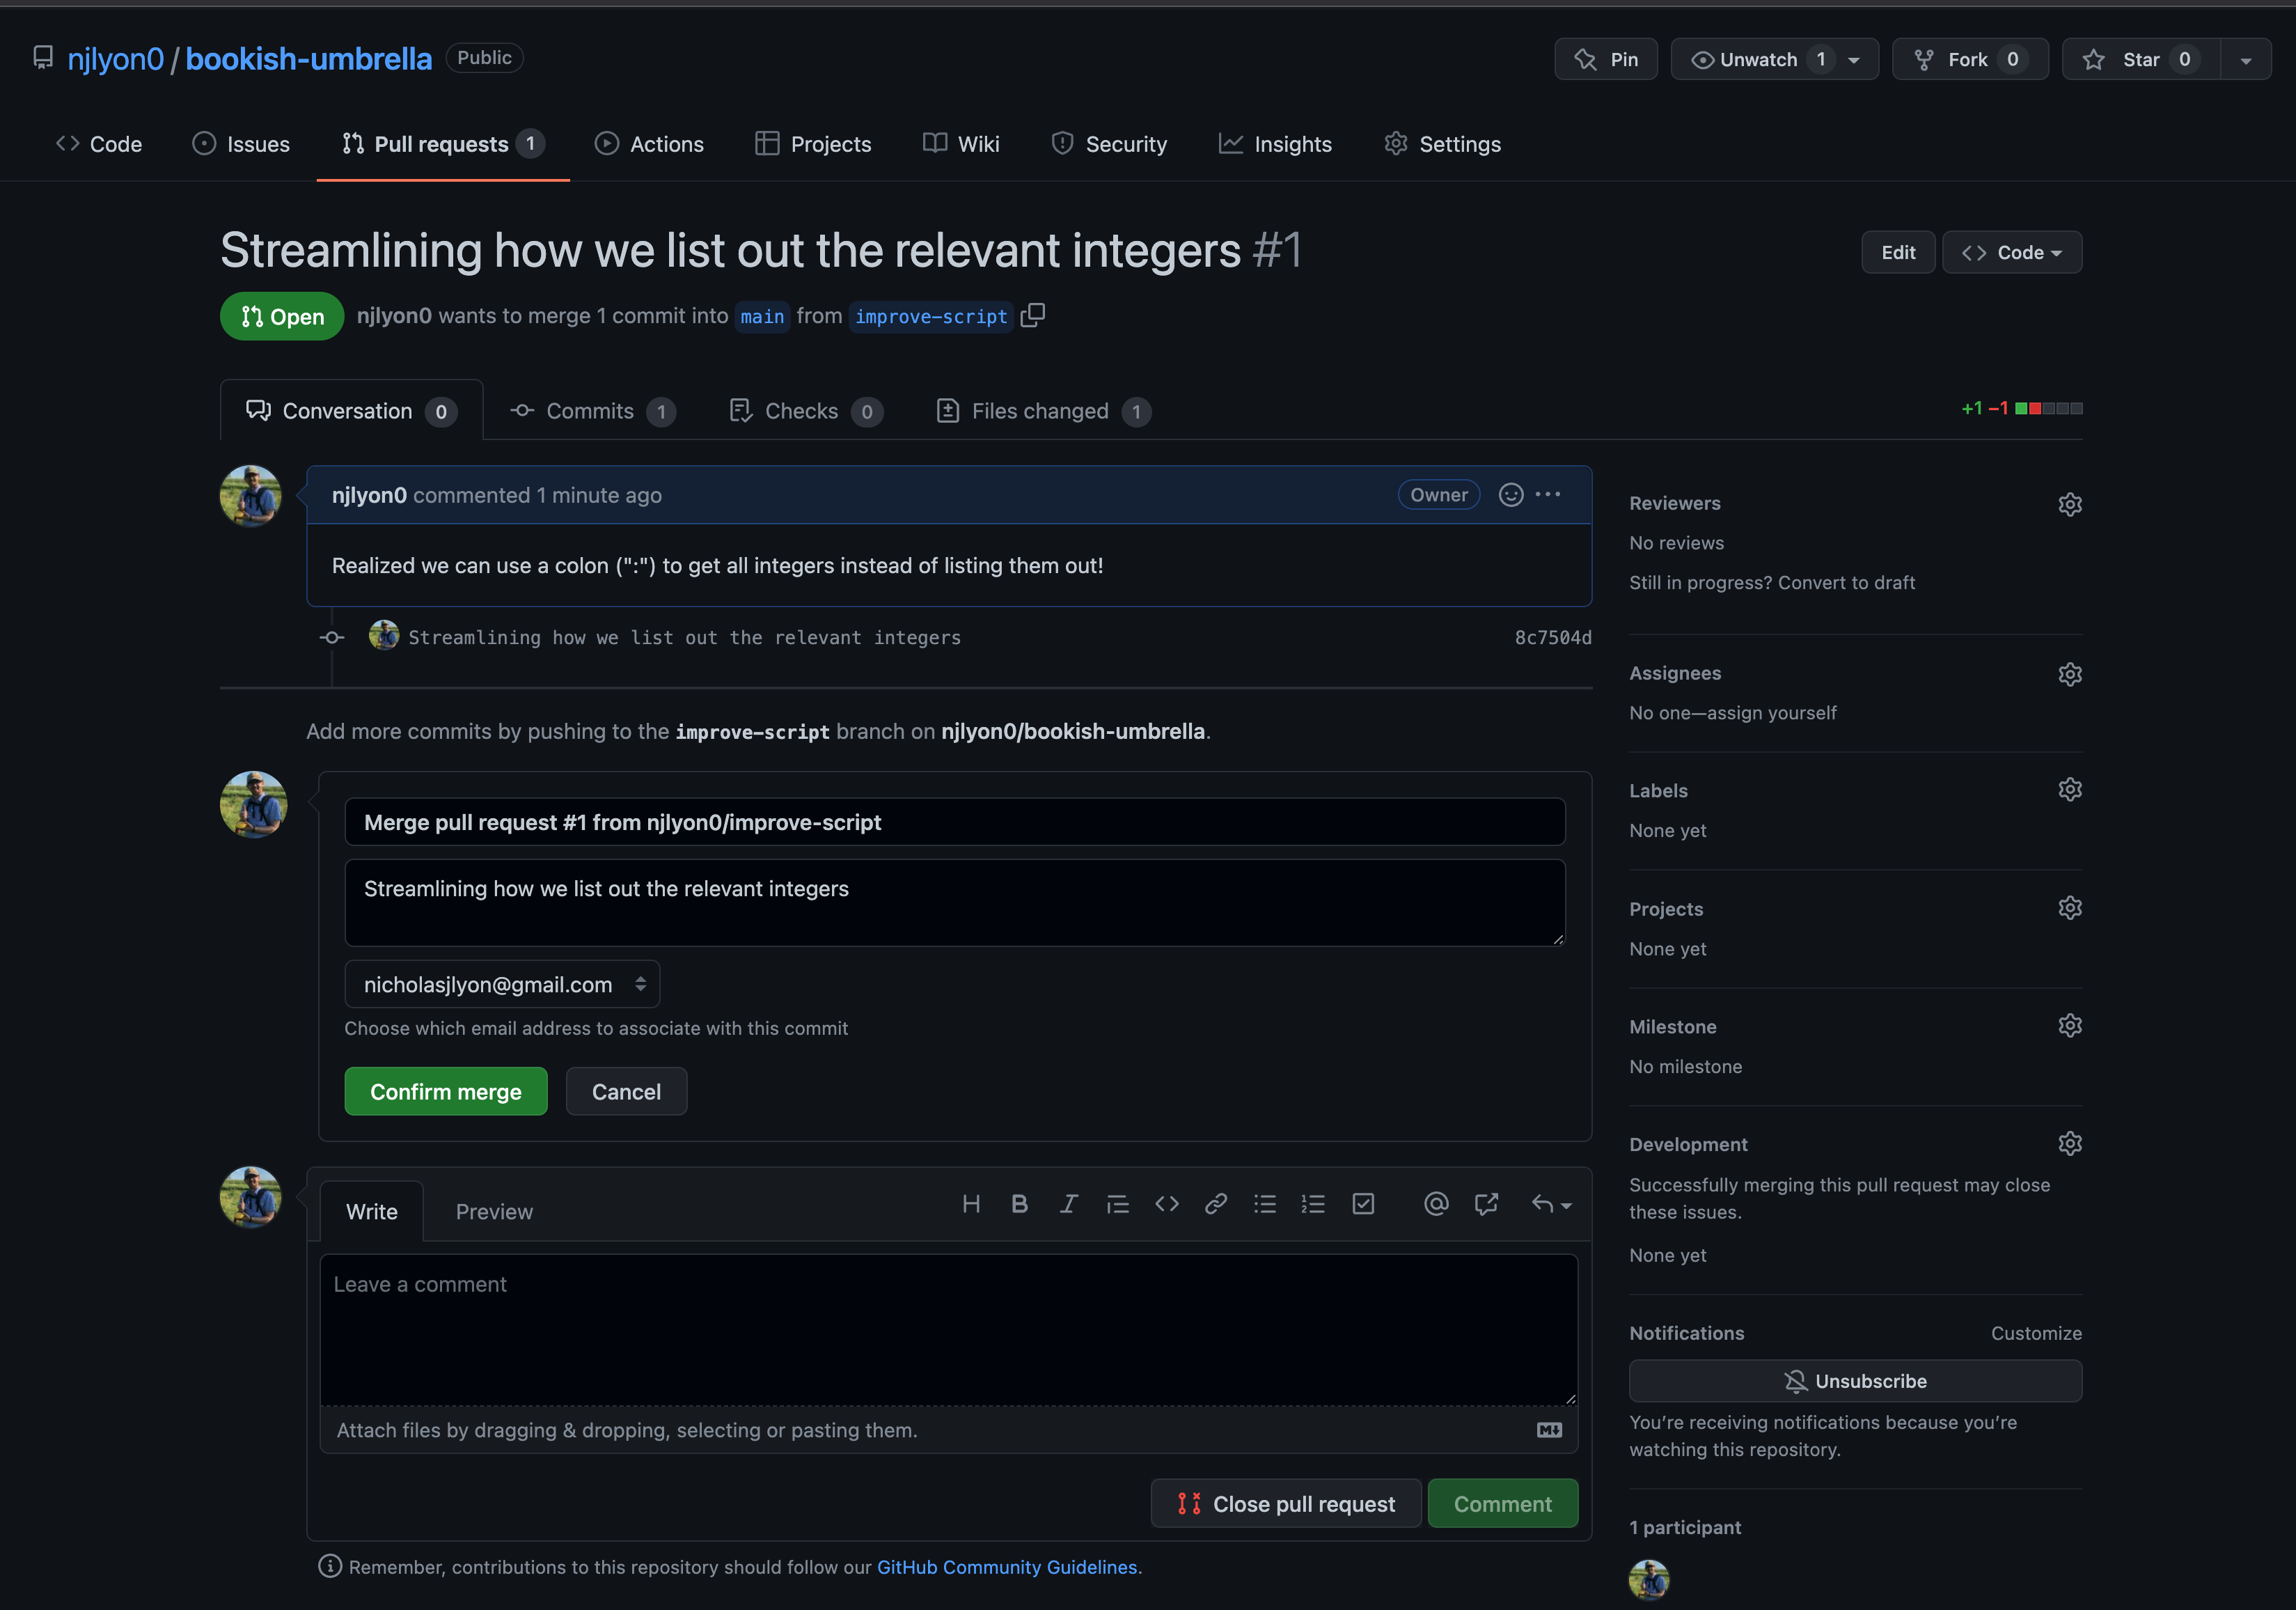 njlyon0 / bookish-umbrella Public
Pin Unwatch 1 Fork 0 Star 0
Code Issues Pull requests 1 Actions Projects Wiki Security Insights Settings
Streamlining how we list out the relevant integers #1
Edit Code
Open njlyon0 wants to merge 1 commit into main from improve-script
Conversation 0 Commits 1 Checks 0 Files changed 1
+1 −1
njlyon0 commented 1 minute ago Owner
Realized we can use a colon (":") to get all integers instead of listing them out!
Streamlining how we list out the relevant integers 8c7504d
Add more commits by pushing to the improve-script branch on njlyon0/bookish-umbrella.
Merge pull request #1 from njlyon0/improve-script
Streamlining how we list out the relevant integers
nicholasjlyon@gmail.com
Choose which email address to associate with this commit
Confirm merge Cancel
Write Preview
Leave a comment
Attach files by dragging & dropping, selecting or pasting them.
Close pull request Comment
Remember, contributions to this repository should follow our GitHub Community Guidelines.
Reviewers
No reviews
Still in progress? Convert to draft
Assignees
No one—assign yourself
Labels
None yet
Projects
None yet
Milestone
No milestone
Development
Successfully merging this pull request may close
these issues.
None yet
Notifications Customize
Unsubscribe
You're receiving notifications because you're
watching this repository.
1 participant